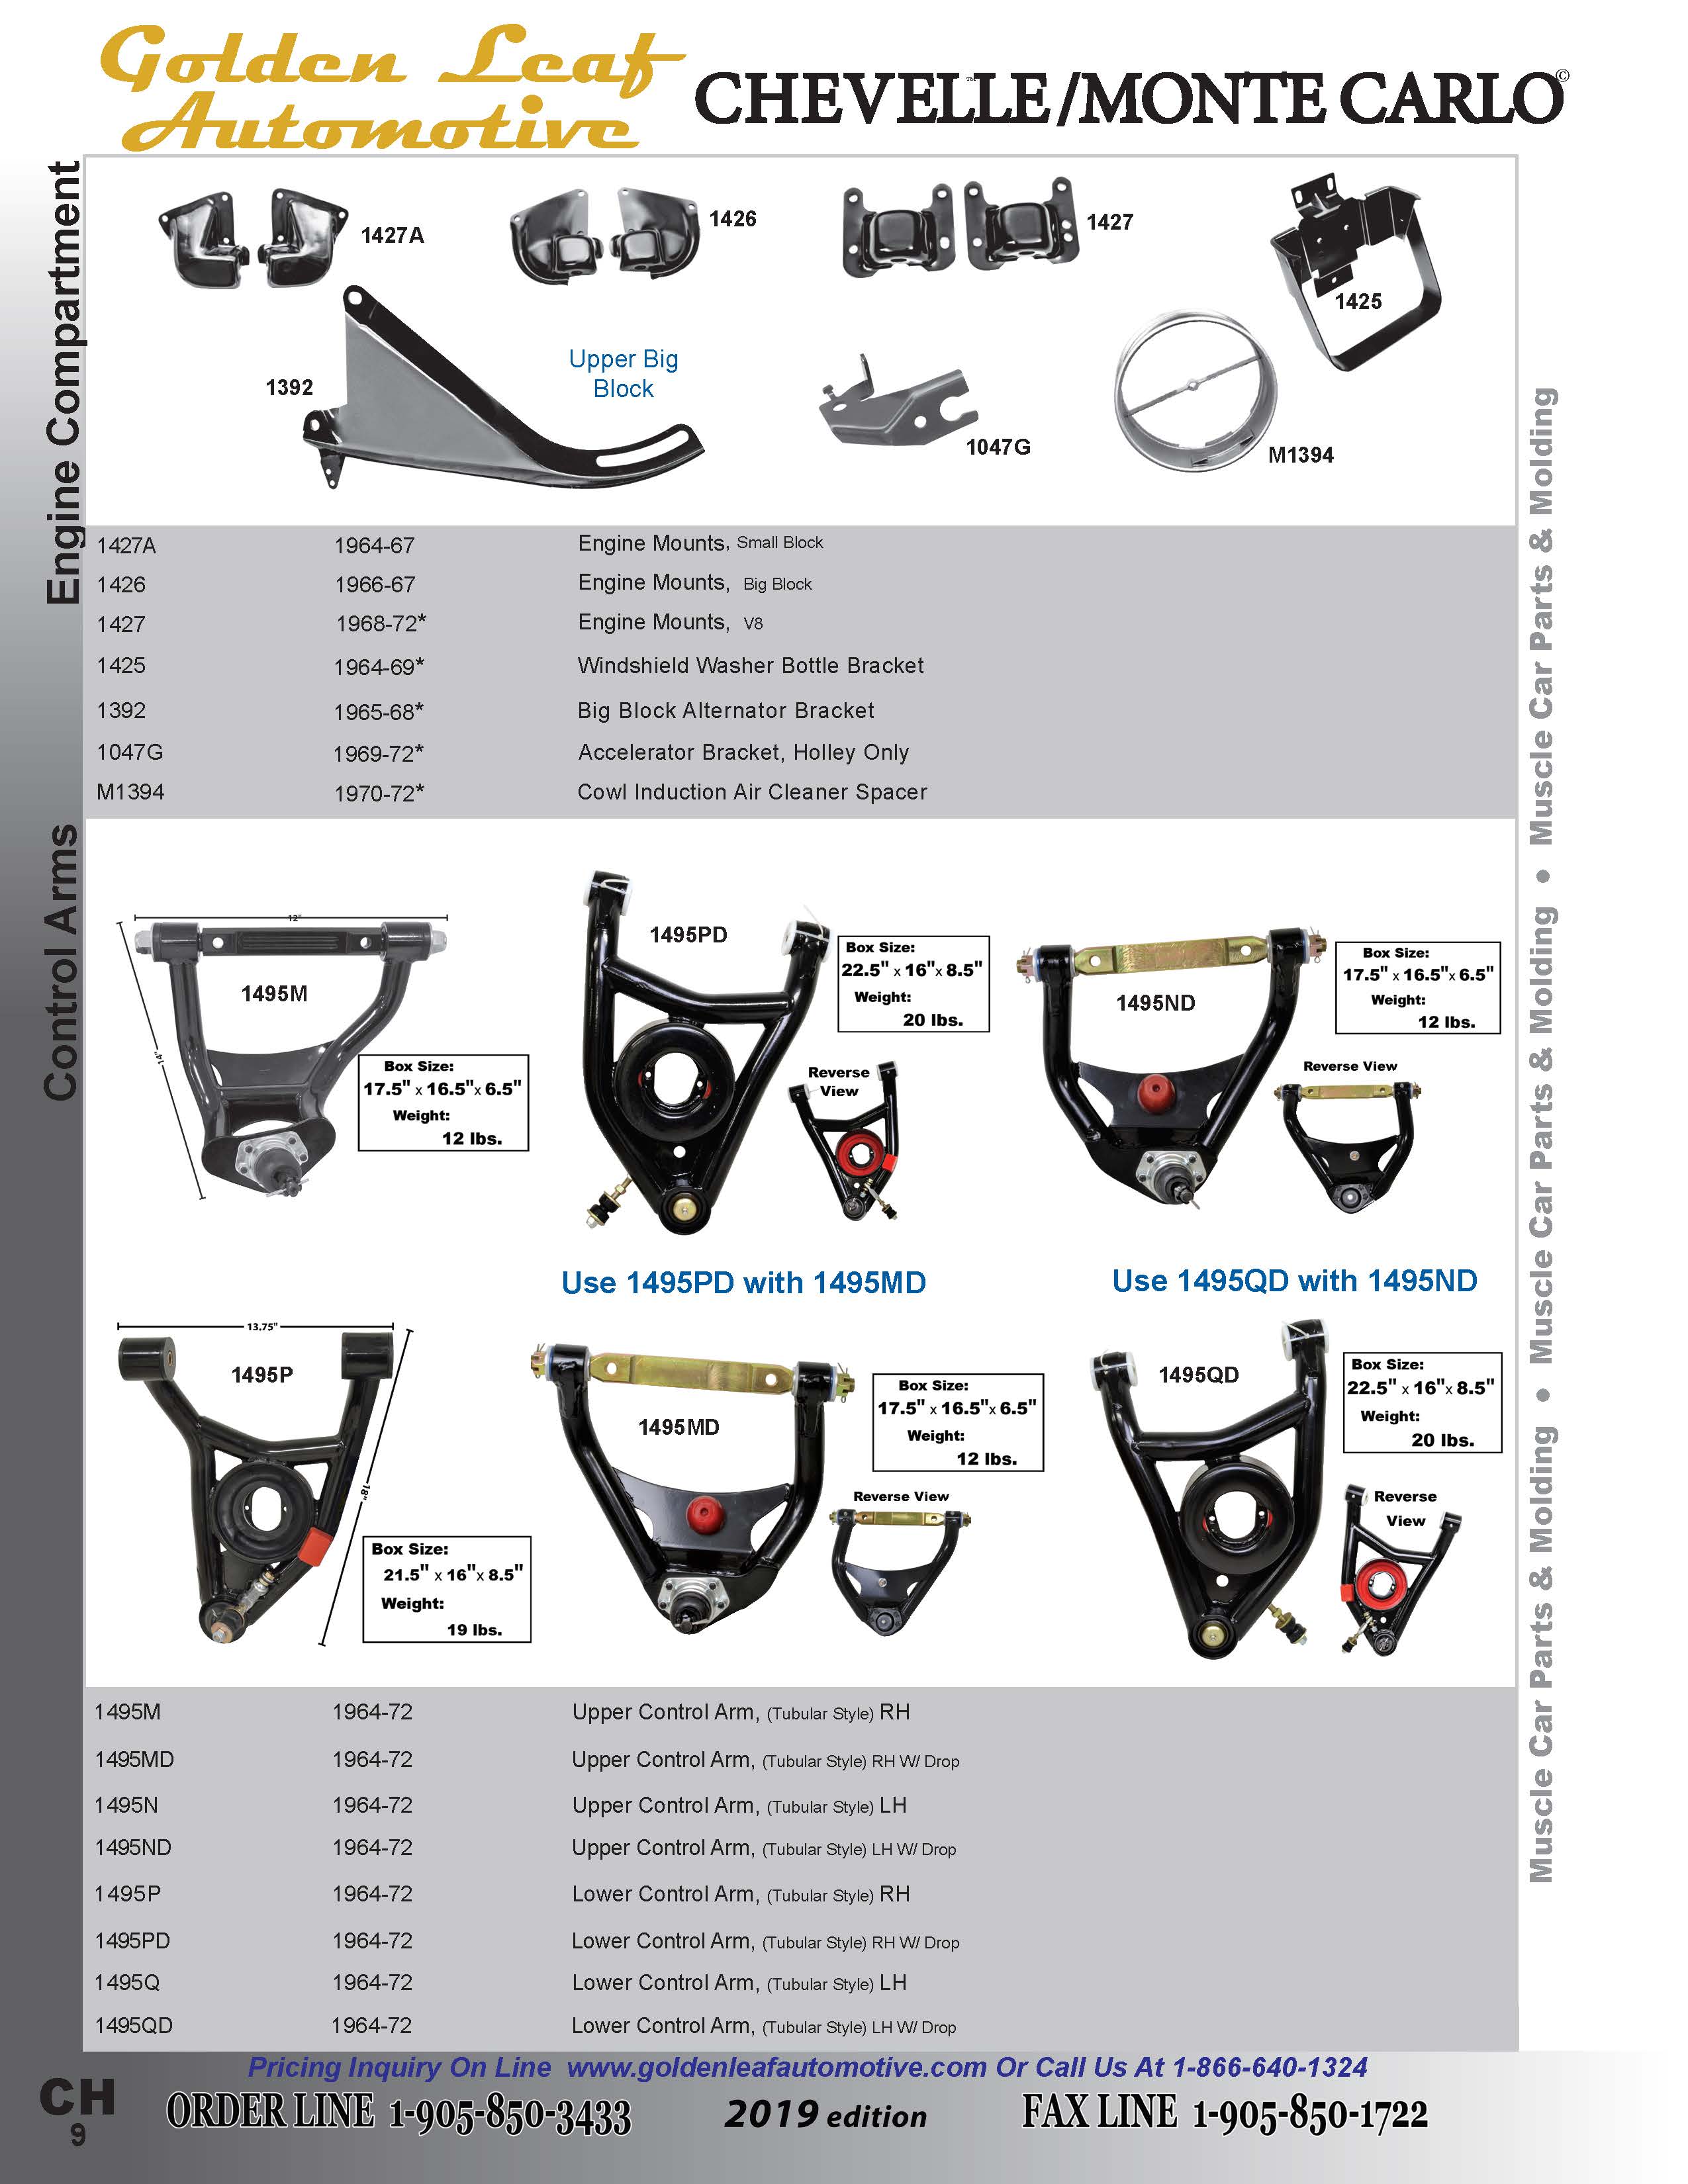 Golden Leaf
Automotive
CHEVELLE/MONTE CARLO©
™
Engine Compartment
1427A
1426
1427
1425
1392
Upper Big
Block
1047G
M1394
1427A 1964-67 Engine Mounts, Small Block
1426 1966-67 Engine Mounts, Big Block
1427 1968-72* Engine Mounts, V8
1425 1964-69* Windshield Washer Bottle Bracket
1392 1965-68* Big Block Alternator Bracket
1047G 1969-72* Accelerator Bracket, Holley Only
M1394 1970-72* Cowl Induction Air Cleaner Spacer
Control Arms
12"
14"
1495M
Box Size:
17.5" x 16.5"x 6.5"
Weight:
12 lbs.
1495PD
Box Size:
22.5" x 16"x 8.5"
Weight:
20 lbs.
Reverse
View
1495ND
Box Size:
17.5" x 16.5"x 6.5"
Weight:
12 lbs.
Reverse View
Use 1495PD with 1495MD
Use 1495QD with 1495ND
13.75"
18"
1495P
Box Size:
21.5" x 16"x 8.5"
Weight:
19 lbs.
1495MD
Box Size:
17.5" x 16.5"x 6.5"
Weight:
12 lbs.
Reverse View
1495QD
Box Size:
22.5" x 16"x 8.5"
Weight:
20 lbs.
Reverse
View
1495M 1964-72 Upper Control Arm, (Tubular Style) RH
1495MD 1964-72 Upper Control Arm, (Tubular Style) RH W/ Drop
1495N 1964-72 Upper Control Arm, (Tubular Style) LH
1495ND 1964-72 Upper Control Arm, (Tubular Style) LH W/ Drop
1495P 1964-72 Lower Control Arm, (Tubular Style) RH
1495PD 1964-72 Lower Control Arm, (Tubular Style) RH W/ Drop
1495Q 1964-72 Lower Control Arm, (Tubular Style) LH
1495QD 1964-72 Lower Control Arm, (Tubular Style) LH W/ Drop
Muscle Car Parts & Molding • Muscle Car Parts & Molding • Muscle Car Parts & Molding
Pricing Inquiry On Line www.goldenleafautomotive.com Or Call Us At 1-866-640-1324
CH
9
ORDER LINE 1-905-850-3433
2019 edition
FAX LINE 1-905-850-1722